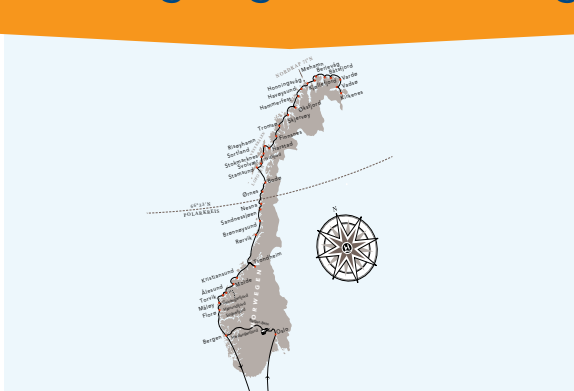 NORDKAP 71°N
Mehamn
Berlevåg
Båtsfjord
Honningsvåg
Vardø
Havøysund
Vadsø
Kjøllefjord
Hammerfest
Kirkenes
Øksfjord
Skjervøy
Tromsø
Finnsnes
Risøyhamn
Harstad
Sortland
Stokmarknes
Svolvær
Stamsund
Bodø
Ørnes
Nesna
66°33'N
POLARKREIS
Sandnessjøen
Brønnøysund
Rørvik
N
Trondheim
Kristiansund
Molde
Ålesund
Torvik
Måløy
Florø
NORWEGEN
Bergen
Oslo